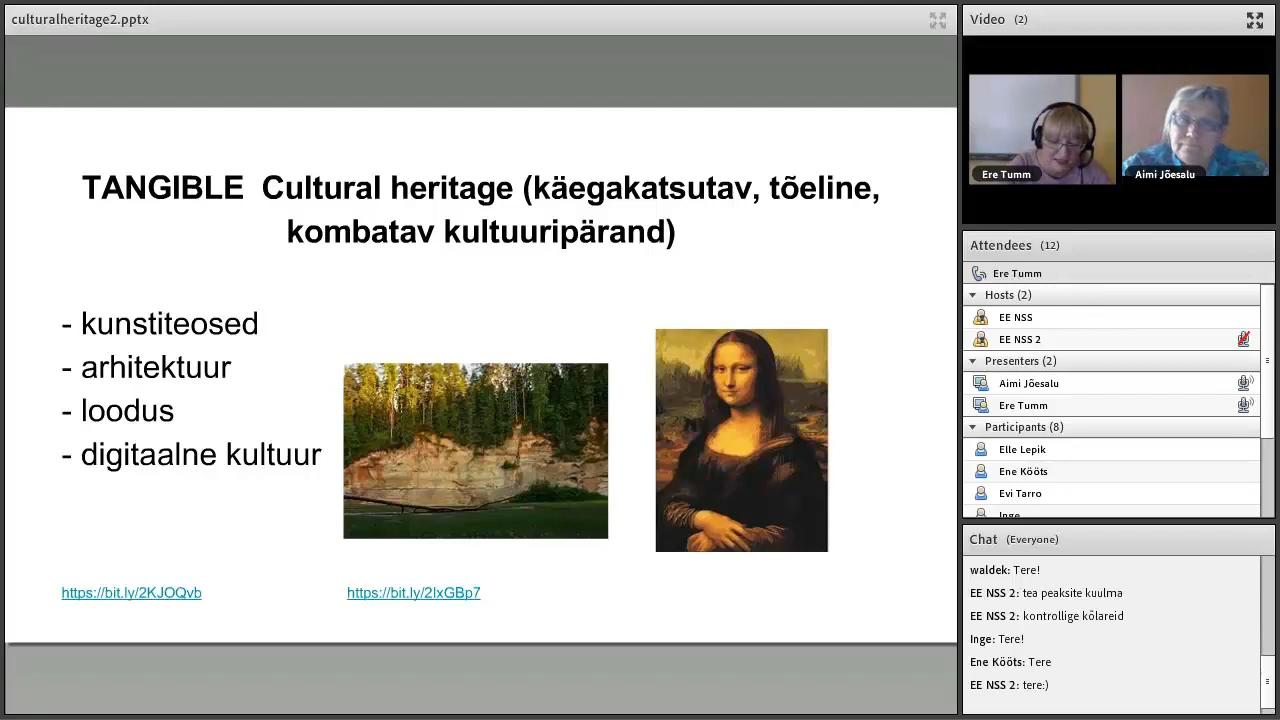 culturalheritage2.pptx
TANGIBLE  Cultural heritage (käegakatsutav, tõeline,
kombatav kultuuripärand)
- kunstiteosed
- arhitektuur
- loodus
- digitaalne kultuur
https://bit.ly/2KJOQvb
https://bit.ly/2IxGBp7
Video (2)
Ere Tumm
Aimi Jõesalu
Attendees (12)
Ere Tumm
Hosts (2)
EE NSS
EE NSS 2
Presenters (2)
Aimi Jõesalu
Ere Tumm
Participants (8)
Elle Lepik
Ene Kööts
Evi Tarro
Inge
Chat (Everyone)
waldek: Tere!
EE NSS 2: tea peaksite kuulma
EE NSS 2: kontrollige kõlareid
Inge: Tere!
Ene Kööts: Tere
EE NSS 2: tere:)